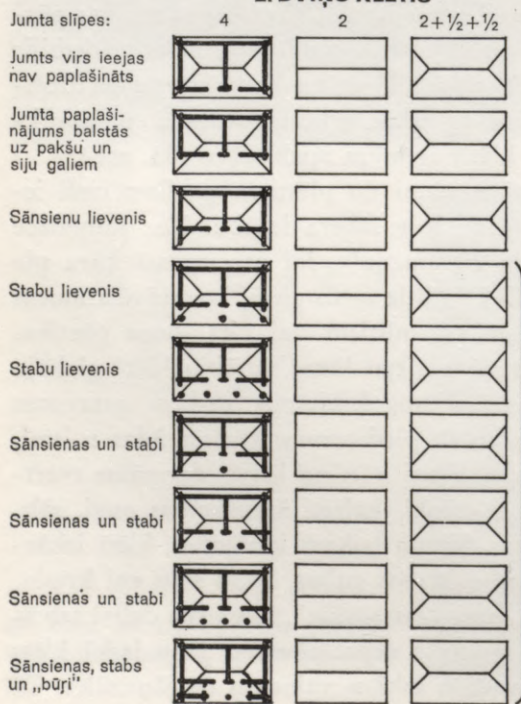 Jumta slīpes: 4 2 2+½+½
Jumts virs ieejas
nav paplašināts
Jumta paplaši-
nājums balstās
uz pakšu un
siju galiem
Sānsienu lievenis
Stabu lievenis
Stabu lievenis
Sānsienas un stabi
Sānsienas un stabi
Sānsienas un stabi
Sānsienas, stabs
un „būŗi"